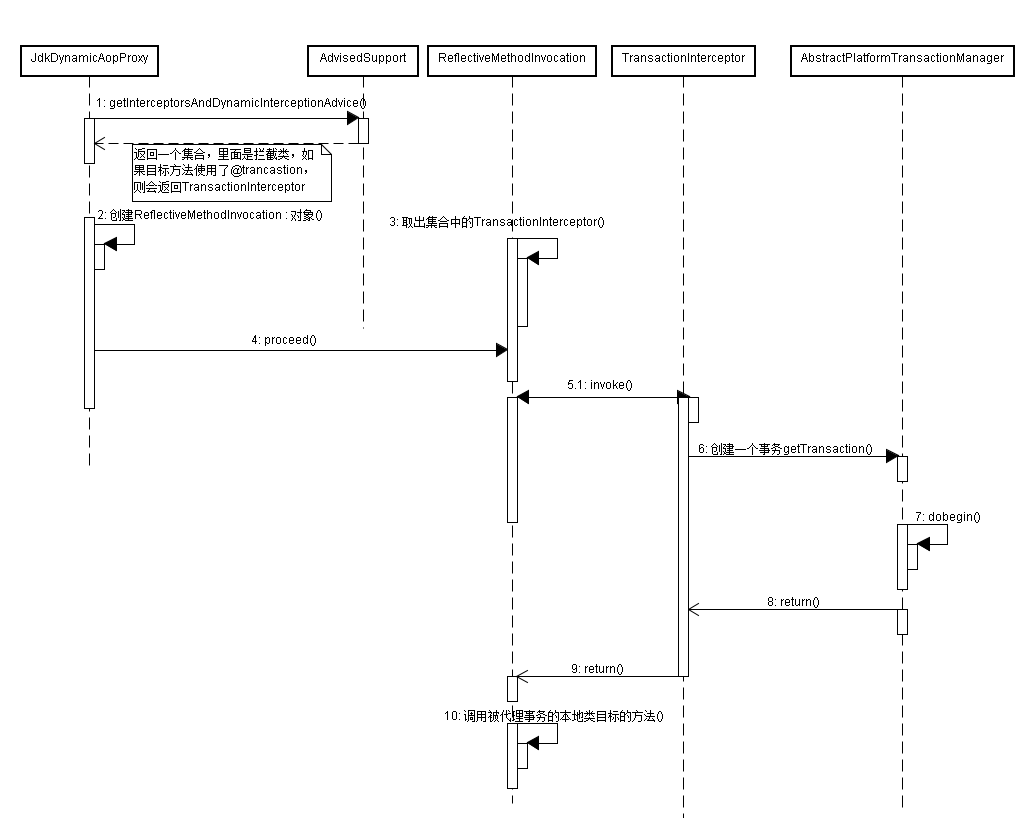 JdkDynamicAopProxy
AdvisedSupport
ReflectiveMethodInvocation
TransactionInterceptor
AbstractPlatformTransactionManager
1: getInterceptorsAndDynamicInterceptionAdvice()
返回一个集合，里面是拦截类，如
果目标方法使用了@trancastion，
则会返回TransactionInterceptor
2: 创建ReflectiveMethodInvocation : 对象()
3: 取出集合中的TransactionInterceptor()
4: proceed()
5.1: invoke()
6: 创建一个事务getTransaction()
7: dobegin()
8: return()
9: return()
10: 调用被代理事务的本地类目标的方法()